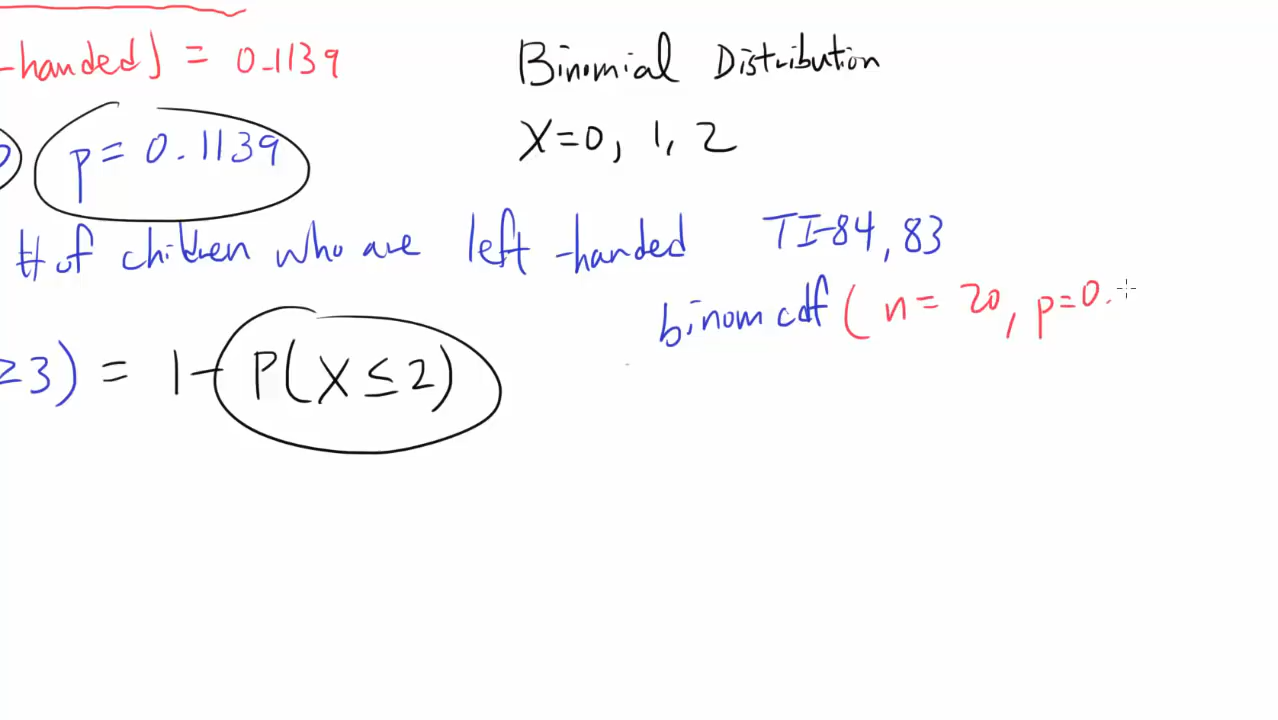 -handed) = 0.1139
Binomial Distribution
p = 0.1139
X=0, 1, 2
# of children who are left-handed
TI-84, 83
binomcdf ( n = 20, p=0.
≥3) = 1- P(X≤2)